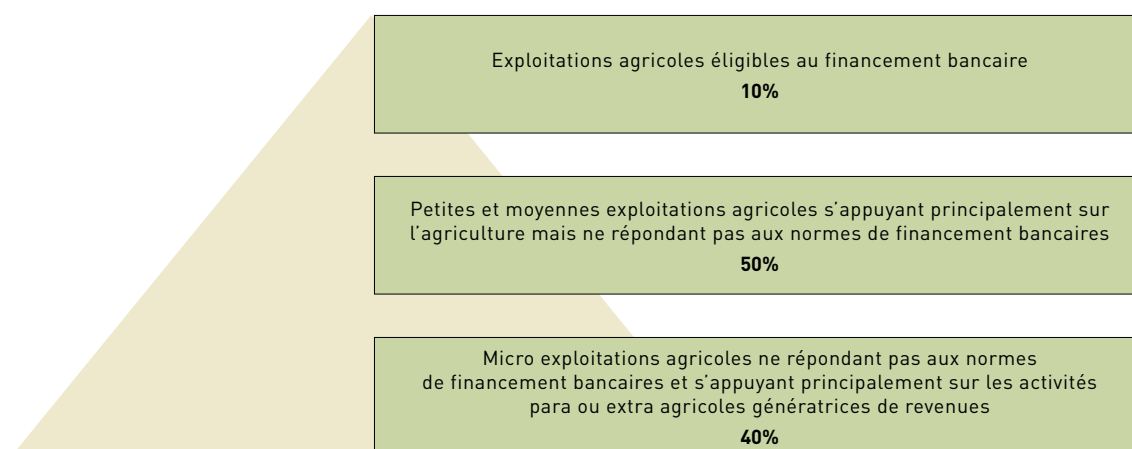 Exploitations agricoles éligibles au financement bancaire
10%
Petites et moyennes exploitations agricoles s’appuyant principalement sur
l’agriculture mais ne répondant pas aux normes de financement bancaires
50%
Micro exploitations agricoles ne répondant pas aux normes
de financement bancaires et s’appuyant principalement sur les activités
para ou extra agricoles génératrices de revenues
40%